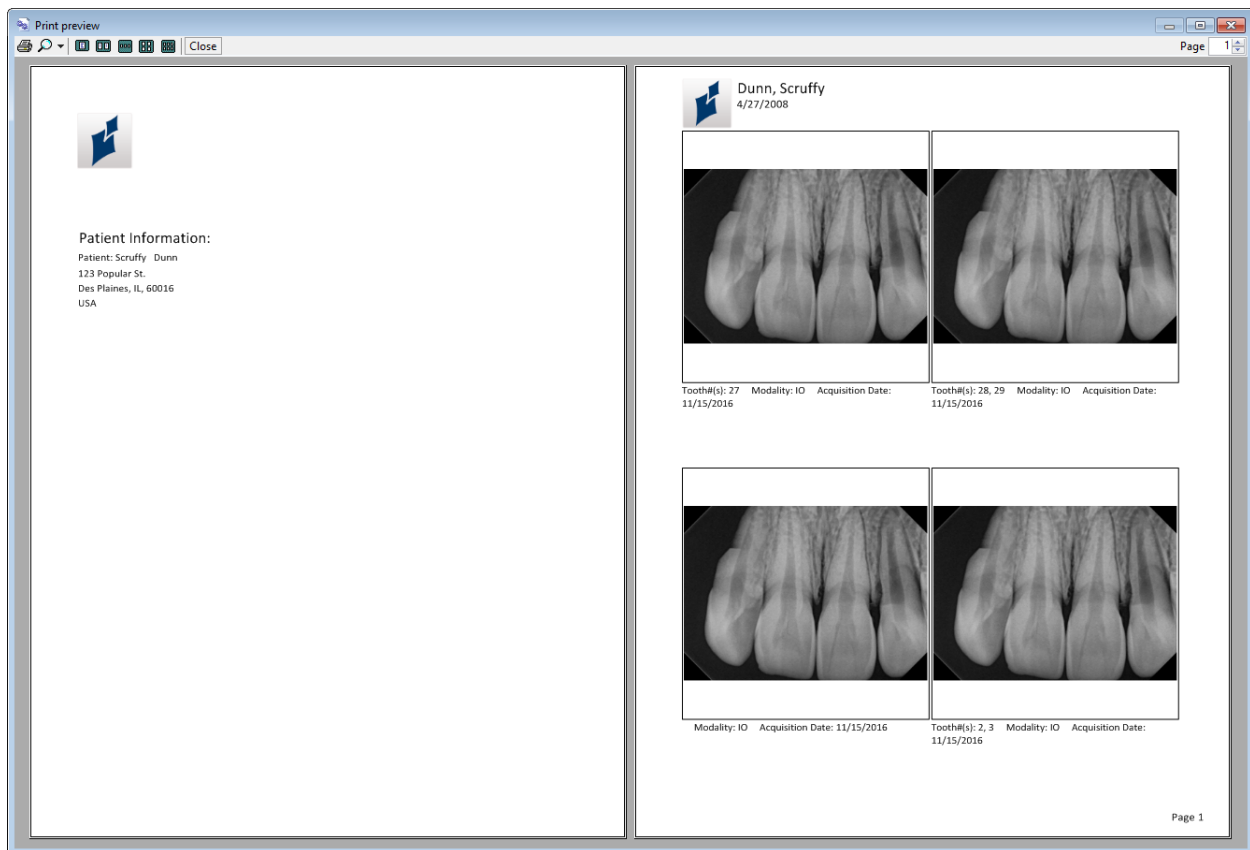 Print preview
Close
Page 1
Patient Information:
Patient: Scruffy Dunn
123 Popular St.
Des Plaines, IL, 60016
USA
Dunn, Scruffy
4/27/2008
Tooth#(s): 27 Modality: IO Acquisition Date:
11/15/2016
Tooth#(s): 28, 29 Modality: IO Acquisition Date:
11/15/2016
Modality: IO Acquisition Date: 11/15/2016
Tooth#(s): 2, 3 Modality: IO Acquisition Date:
11/15/2016
Page 1